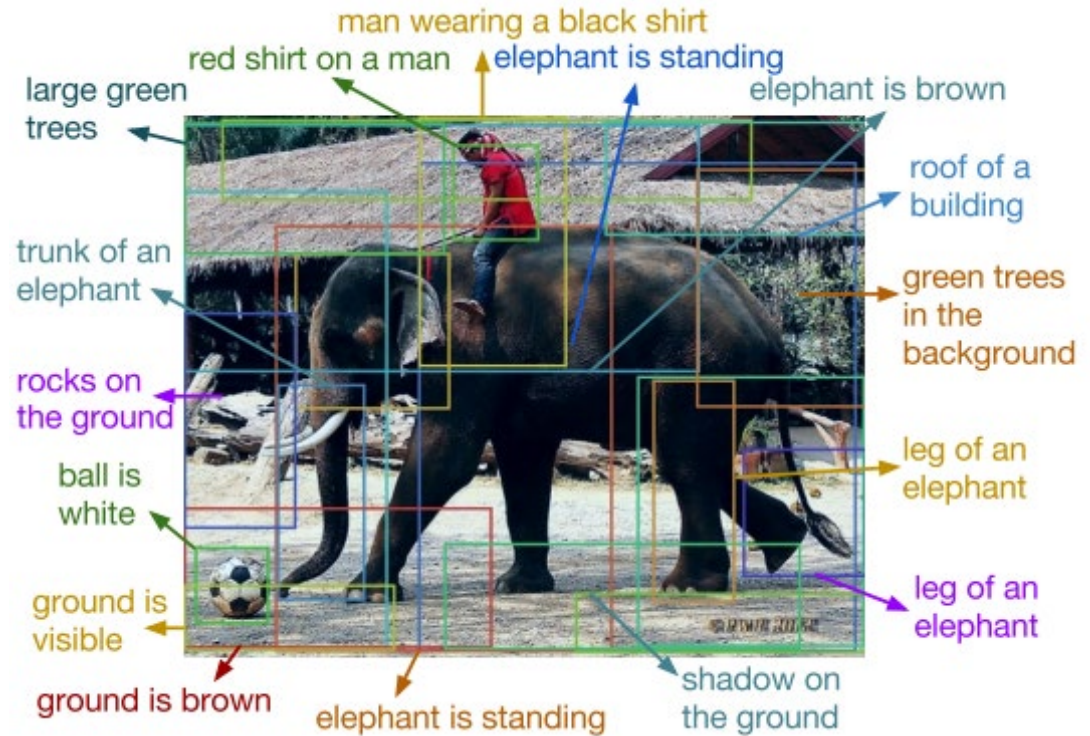 man wearing a black shirt
red shirt on a man
elephant is standing
elephant is brown
large green
trees
roof of a
building
trunk of an
elephant
green trees
in the
background
rocks on
the ground
leg of an
elephant
ball is
white
leg of an
elephant
ground is
visible
shadow on
the ground
ground is brown
elephant is standing